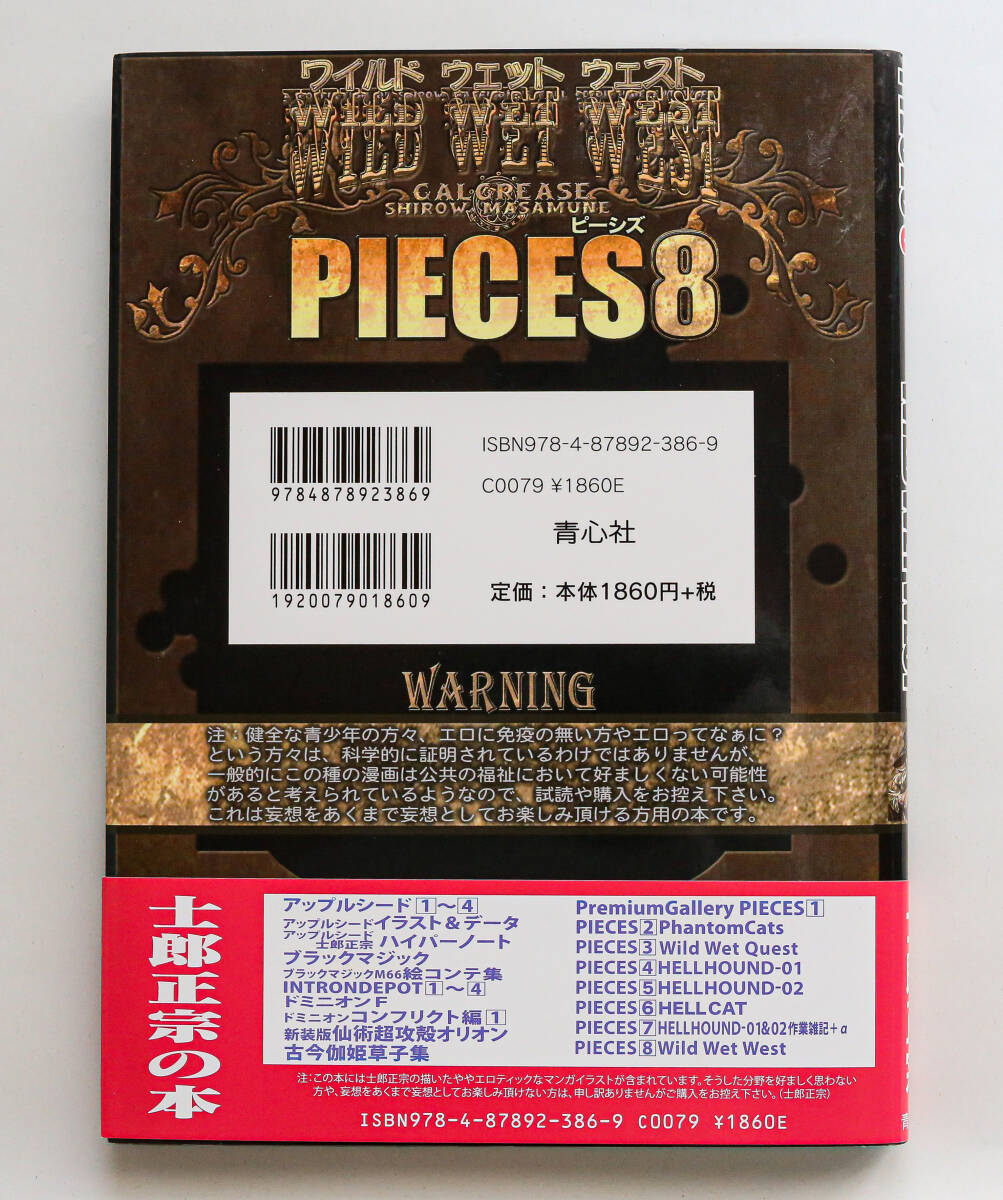 ワイルド ウェット ウェスト
WILD WET WEST
GALGREASE
SHIROW MASAMUNE
ピーシズ
PIECES8
ISBN978-4-87892-386-9
9784878923869
C0079 ¥1860E
青心社
1920079018609
定価：本体1860円+税
WARNING
注：健全な青少年の方々、エロに免疫の無い方やエロってなぁに？
という方々は、科学的に証明されているわけではありませんが、
一般的にこの種の漫画は公共の福祉において好ましくない可能性
があると考えられているようなので、試読や購入をお控え下さい。
これは妄想をあくまで妄想としてお楽しみ頂ける方用の本です。
士郎正宗の本
アップルシード1～4
アップルシードイラスト＆データ
アップルシード
士郎正宗 ハイパーノート
ブラックマジック
ブラックマジックM66絵コンテ集
INTRONDEPOT1～4
ドミニオンF
ドミニオンコンフリクト編1
新装版仙術超攻殻オリオン
古今伽姫草子集
PremiumGallery PIECES1
PIECES2PhantomCats
PIECES3Wild Wet Quest
PIECES4HELLHOUND-01
PIECES5HELLHOUND-02
PIECES6HELLCAT
PIECES7HELLHOUND-01&02作業雑記+α
PIECES8Wild Wet West
注：この本には士郎正宗の描いたややエロティックなマンガイラストが含まれています。そうした分野を好ましく思わない
方や、妄想をあくまで妄想としてお楽しみ頂けない方は、申し訳ありませんがご購入をお控え下さい。（士郎正宗）
ISBN978-4-87892-386-9 C0079 ¥1860E